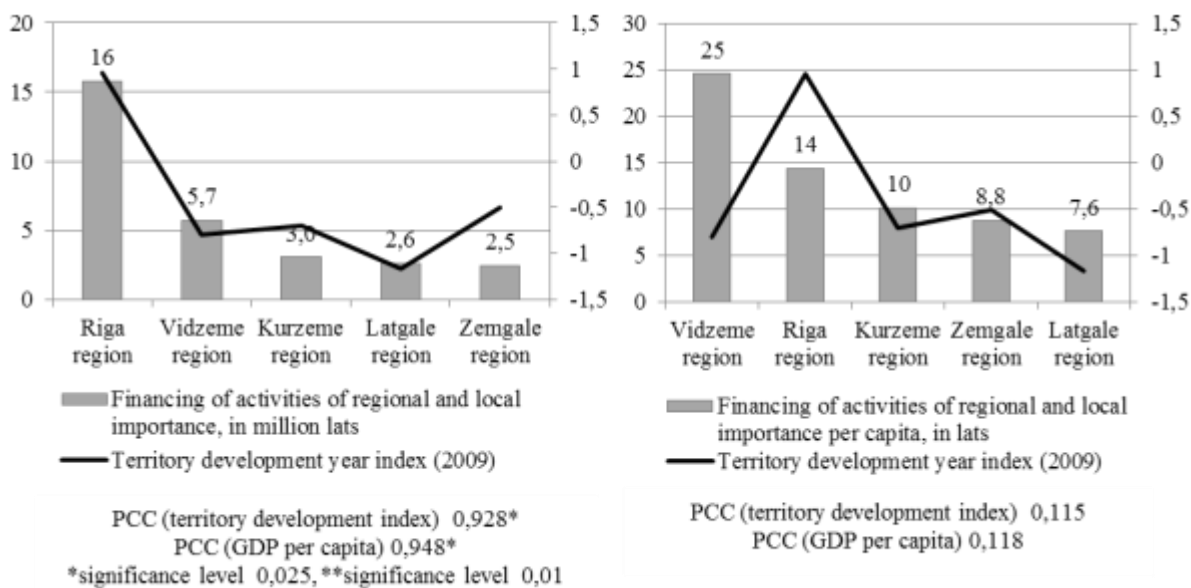 20
15
10
5
0
1,5
1
0,5
0
-0,5
-1
-1,5
16
5,7
2,6
2,5
Riga
region
Vidzeme
region
Kurzeme
region
Latgale
region
Zemgale
region
Financing of activities of regional and local
importance, in million lats
Territory development year index (2009)
PCC (territory development index) 0,928*
PCC (GDP per capita) 0,948*
*significance level 0,025, **significance level 0,01
30
25
20
15
10
5
0
1,5
1
0,5
0
-0,5
-1
-1,5
25
14
10
8,8
7,6
Vidzeme
region
Riga
region
Kurzeme
region
Zemgale
region
Latgale
region
Financing of activities of regional and local
importance per capita, in lats
Territory development year index (2009)
PCC (territory development index) 0,115
PCC (GDP per capita) 0,118